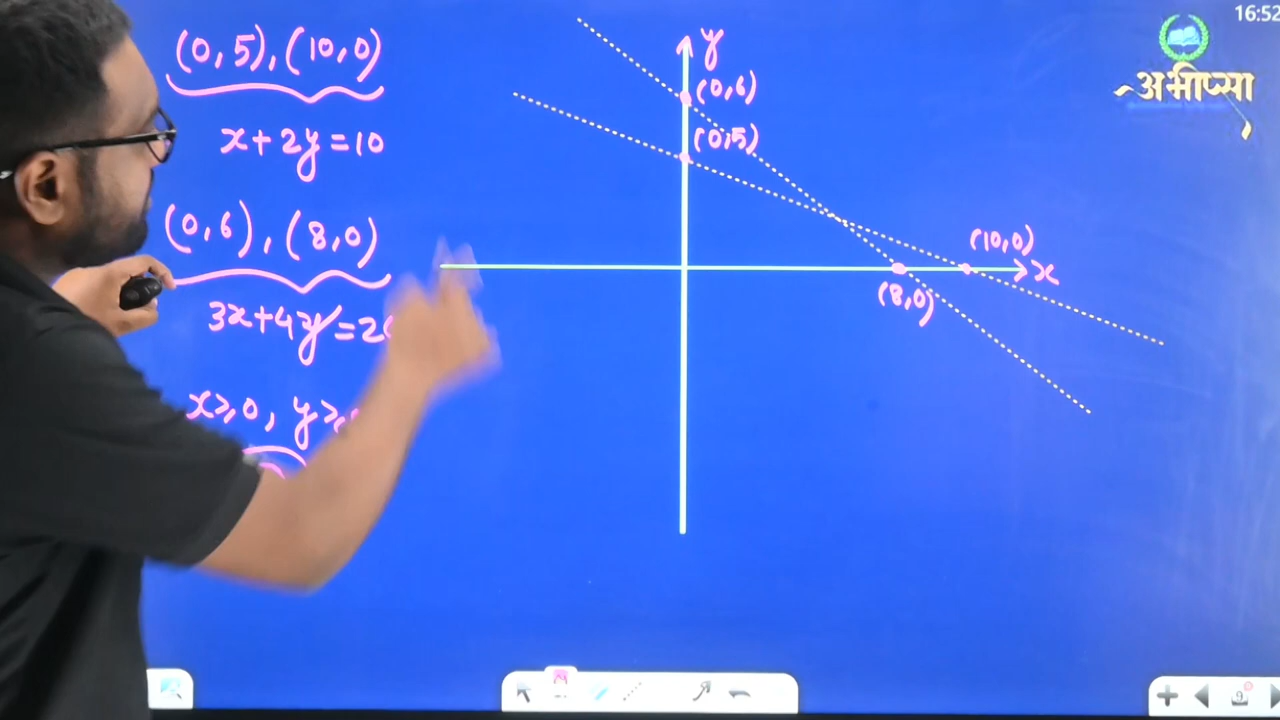 16:52
अभीप्सा
(0,5),(10,0)
x+2y=10
(0,6),(8,0)
3x+4y=2
x≥0, y≥
y
(0,6)
(0,5)
(10,0)
x
(8,0)
9